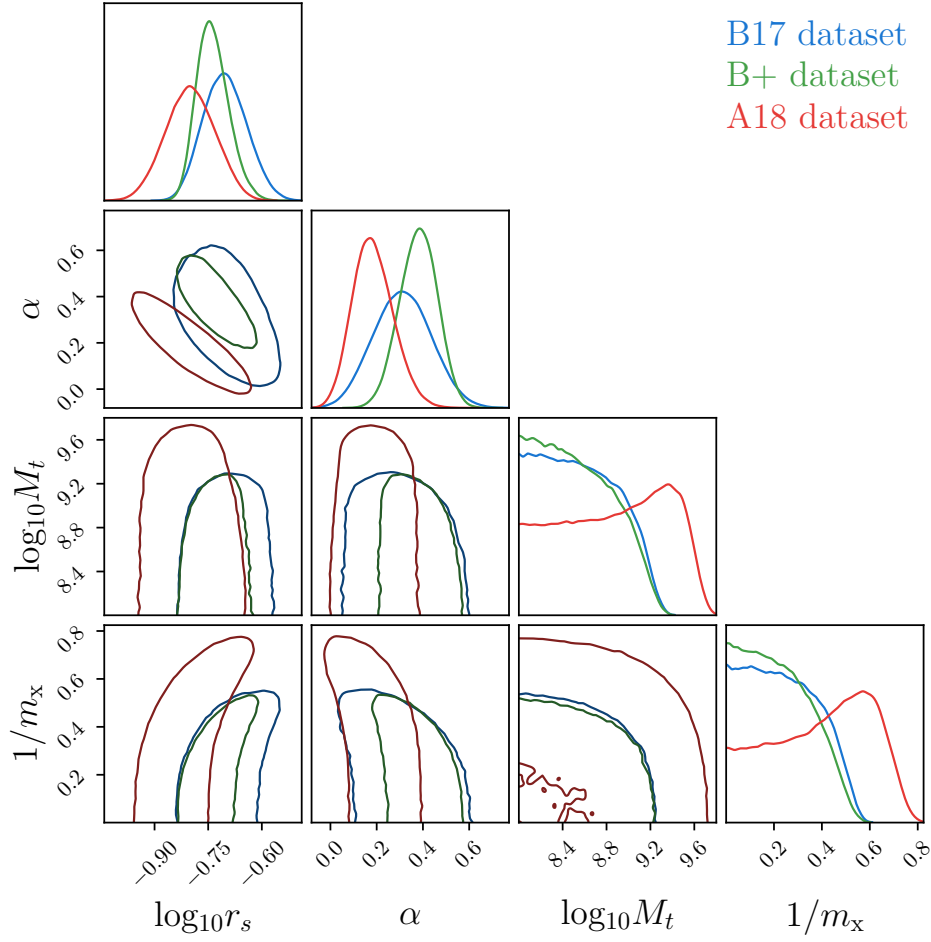 B17 dataset
B+ dataset
A18 dataset
α
0.6
0.4
0.2
0.0
log₁₀Mₜ
9.6
9.2
8.8
8.4
1/mₓ
0.8
0.6
0.4
0.2
−0.90 −0.75 −0.60 0.0 0.2 0.4 0.6 8.4 8.8 9.2 9.6 0.2 0.4 0.6 0.8
log₁₀rₛ α log₁₀Mₜ 1/mₓ